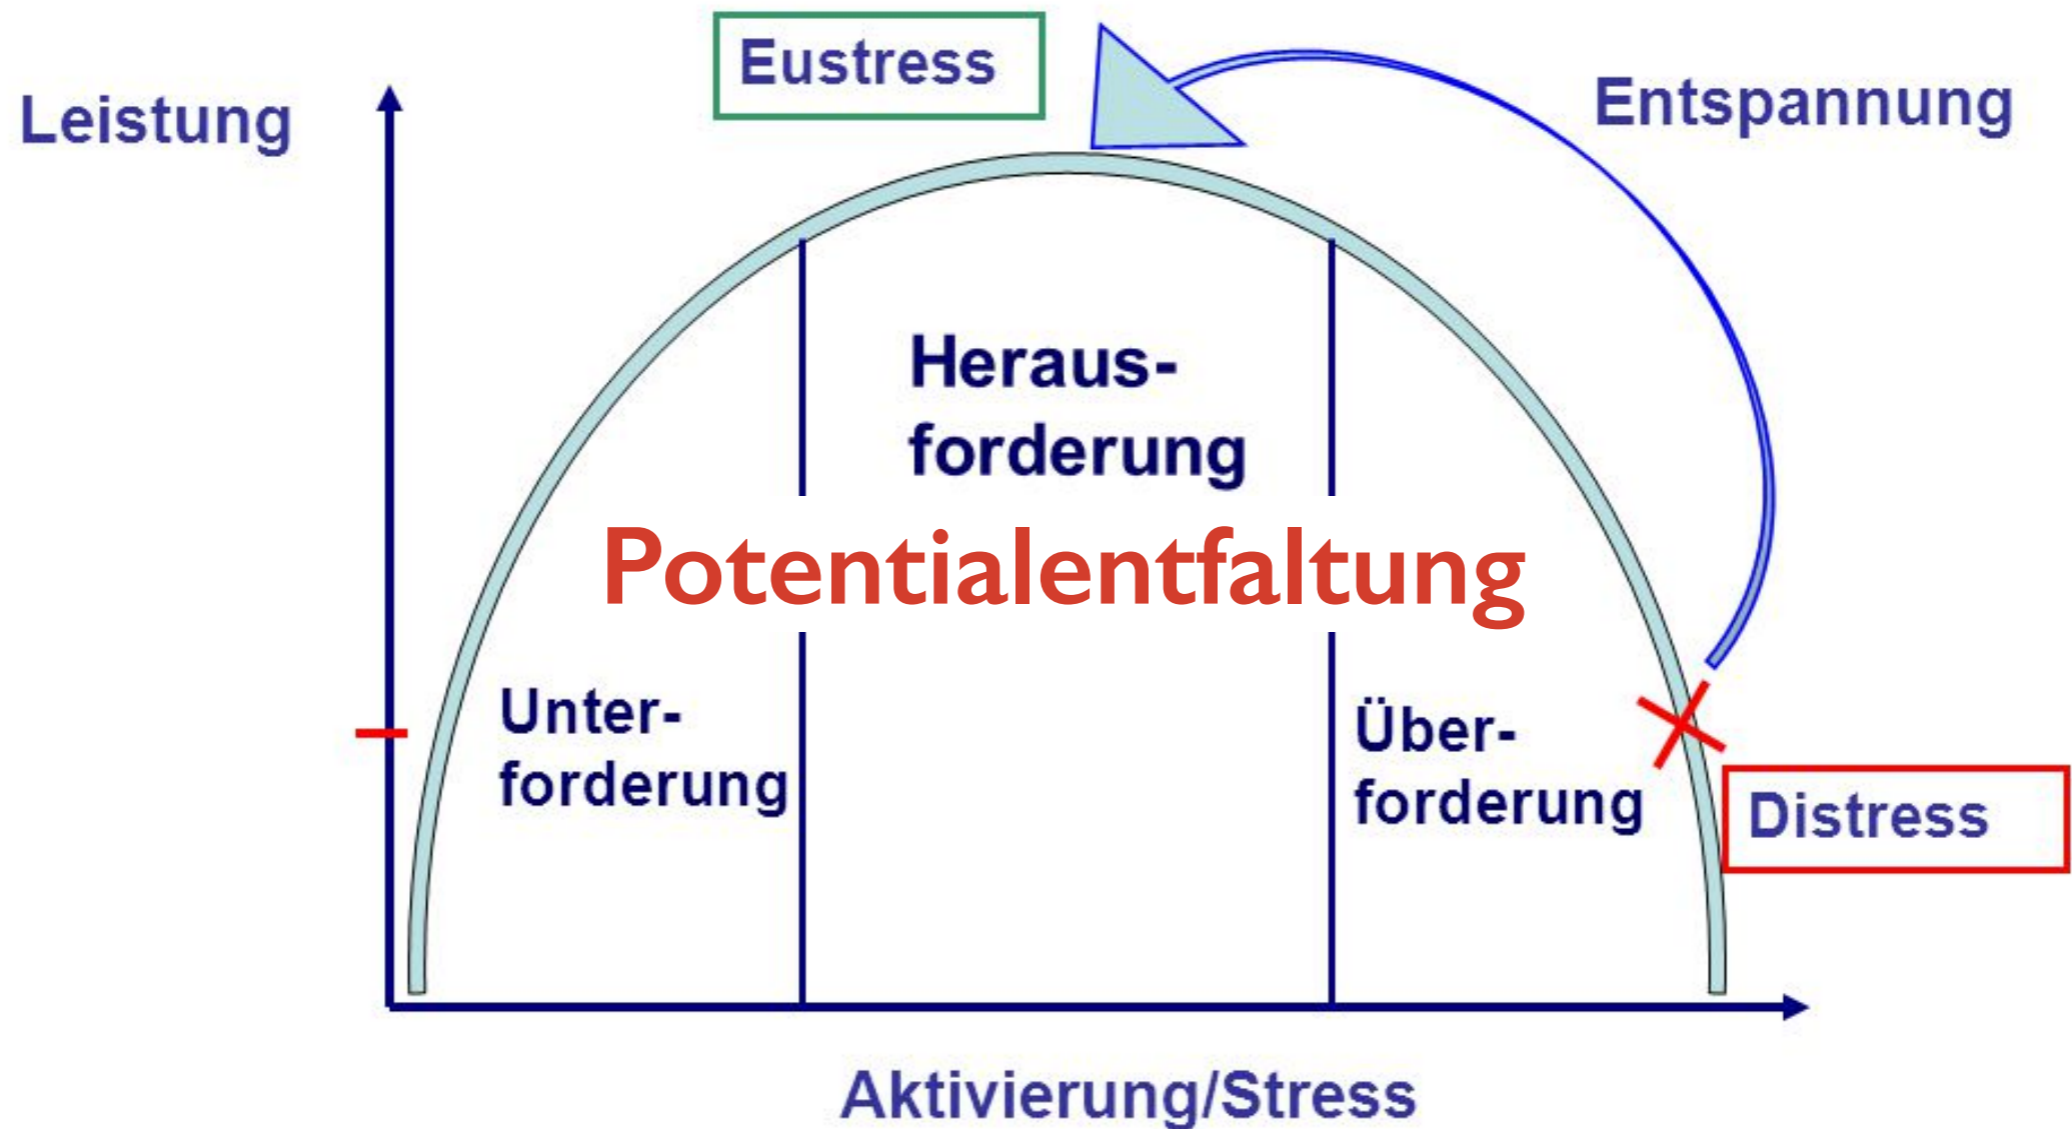 Eustress
Entspannung
Leistung
Heraus-
forderung
Potentialentfaltung
Unter-
forderung
Über-
forderung
Distress
Aktivierung/Stress